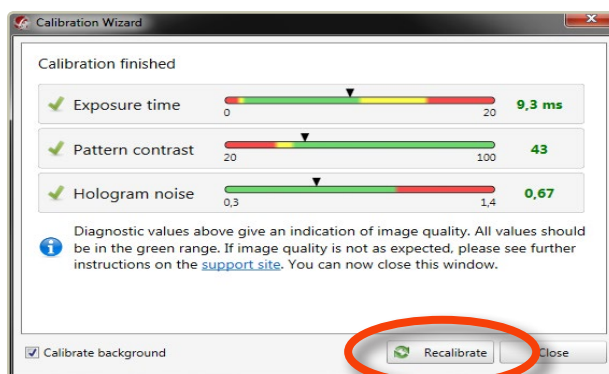 Calibration Wizard
Calibration finished
Exposure time
0
20
9,3 ms
Pattern contrast
20
100
43
Hologram noise
0,3
1,4
0,67
Diagnostic values above give an indication of image quality. All values should
be in the green range. If image quality is not as expected, please see further
instructions on the support site. You can now close this window.
Calibrate background
Recalibrate
Close